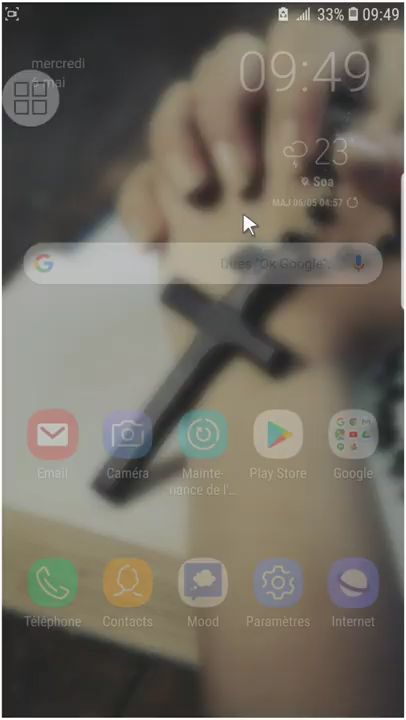 33% 09:49
mercredi
6 mai
09:49
23°
Søa
MAJ 06/05 04:57
Dites "Ok Google".
Email
Caméra
Mainte-
nance de l'...
Play Store
Google
Téléphone
Contacts
Mood
Paramètres
Internet